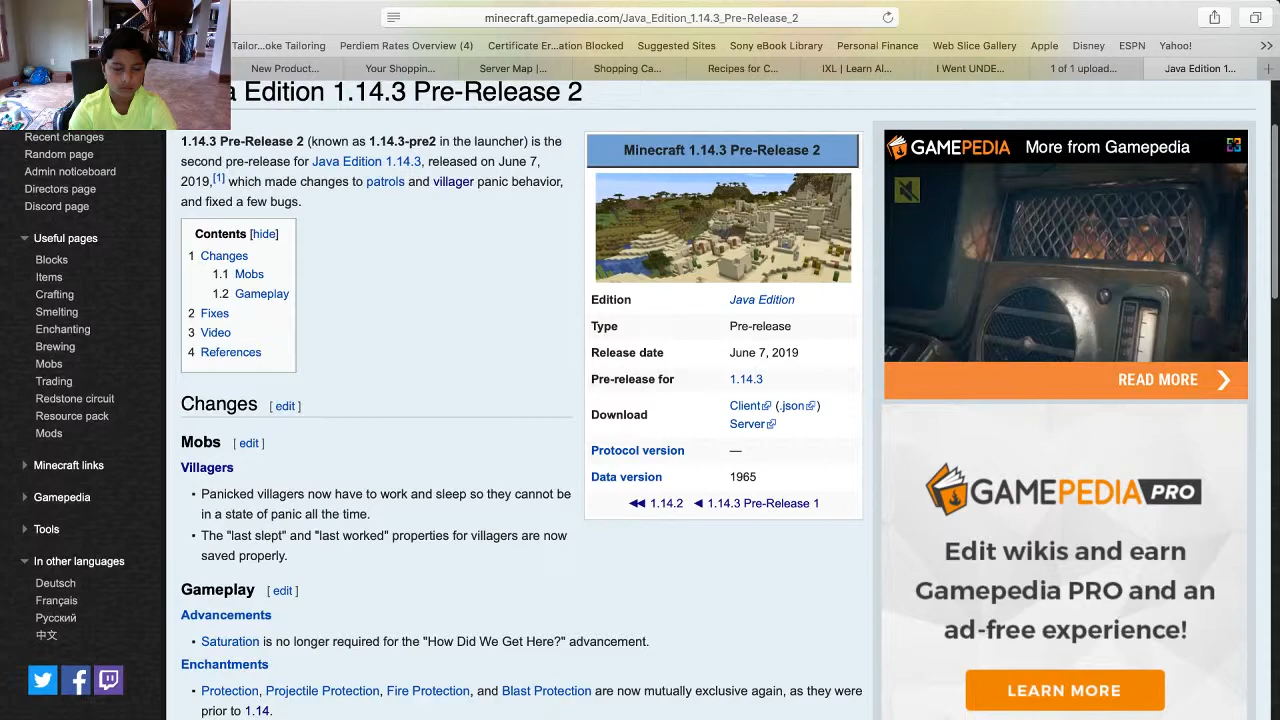 minecraft.gamepedia.com/Java_Edition_1.14.3_Pre-Release_2
Tailor...oke Tailoring Perdiem Rates Overview (4) Certificate Er...ation Blocked Suggested Sites Sony eBook Library Personal Finance Web Slice Gallery Apple Disney ESPN Yahoo!
New Product... Your Shoppin... Server Map |... Shopping Ca... Recipes for C... IXL | Learn Al... I Went UNDE... 1 of 1 upload... Java Edition 1...
a Edition 1.14.3 Pre-Release 2
Recent changes
Random page
Admin noticeboard
Directors page
Discord page
Useful pages
Blocks
Items
Crafting
Smelting
Enchanting
Brewing
Mobs
Trading
Redstone circuit
Resource pack
Mods
Minecraft links
Gamepedia
Tools
In other languages
Deutsch
Français
Русский
中文
1.14.3 Pre-Release 2 (known as 1.14.3-pre2 in the launcher) is the
second pre-release for Java Edition 1.14.3, released on June 7,
2019,[1] which made changes to patrols and villager panic behavior,
and fixed a few bugs.
Contents [hide]
1 Changes
1.1 Mobs
1.2 Gameplay
2 Fixes
3 Video
4 References
Changes [ edit ]
Mobs [ edit ]
Villagers
• Panicked villagers now have to work and sleep so they cannot be
in a state of panic all the time.
• The "last slept" and "last worked" properties for villagers are now
saved properly.
Gameplay [ edit ]
Advancements
• Saturation is no longer required for the "How Did We Get Here?" advancement.
Enchantments
• Protection, Projectile Protection, Fire Protection, and Blast Protection are now mutually exclusive again, as they were
prior to 1.14.
Minecraft 1.14.3 Pre-Release 2
Edition Java Edition
Type Pre-release
Release date June 7, 2019
Pre-release for 1.14.3
Download Client (.json)
Server
Protocol version —
Data version 1965
◄◄ 1.14.2 ◄ 1.14.3 Pre-Release 1
GAMEPEDIA More from Gamepedia
READ MORE
GAMEPEDIA PRO
Edit wikis and earn
Gamepedia PRO and an
ad-free experience!
LEARN MORE